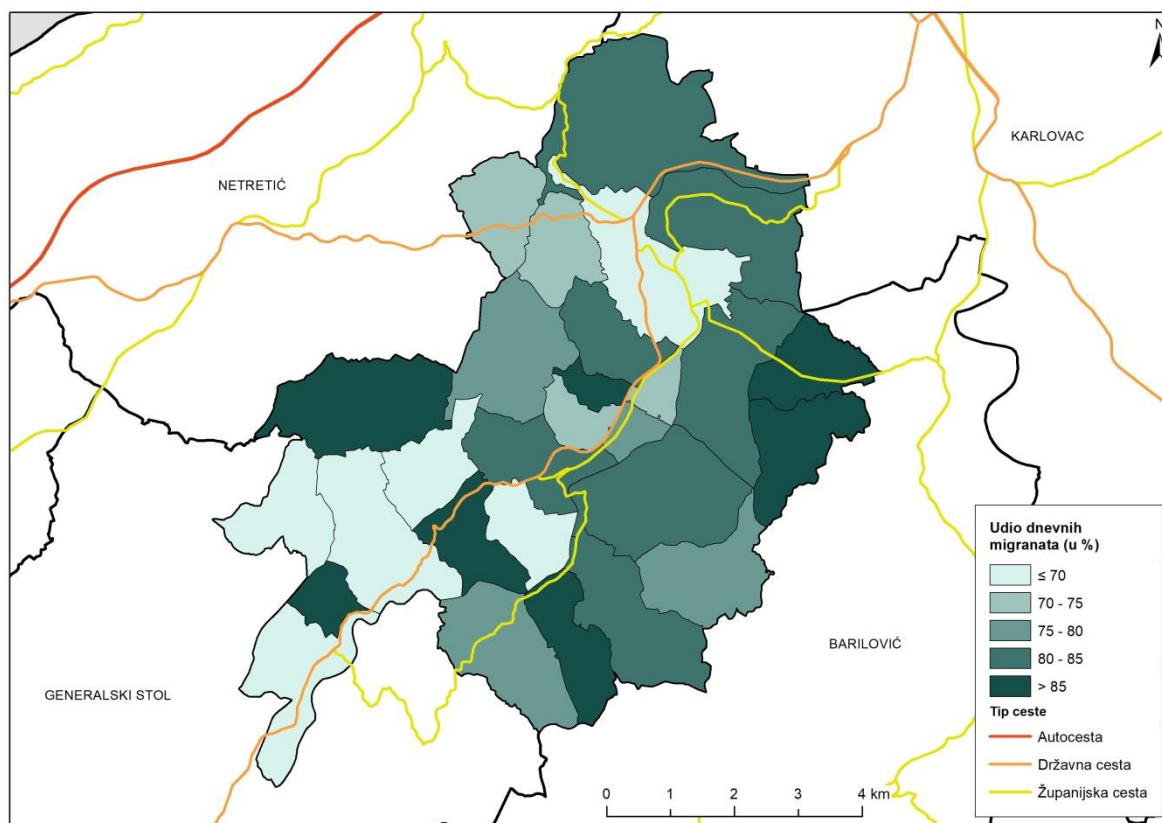 N
KARLOVAC
NETRETIĆ
BARILOVIĆ
GENERALSKI STOL
Udio dnevnih
migranata (u %)
≤ 70
70 - 75
75 - 80
80 - 85
> 85
Tip ceste
Autocesta
Državna cesta
Županijska cesta
0 1 2 3 4 km